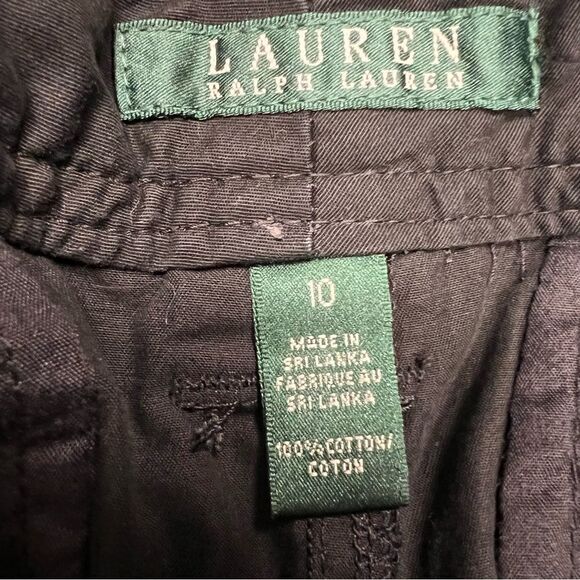 LAUREN
RALPH LAUREN
10
MADE IN
SRI LANKA
FABRIQUE AU
SRI LANKA
100% COTTON/
COTON